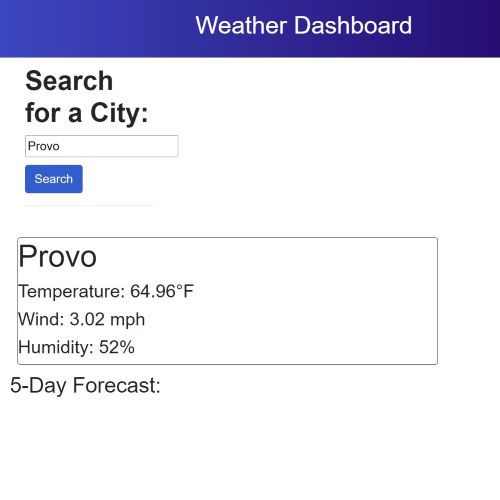 Weather Dashboard
Search
for a City:
Provo
Search
Provo
Temperature: 64.96°F
Wind: 3.02 mph
Humidity: 52%
5-Day Forecast: